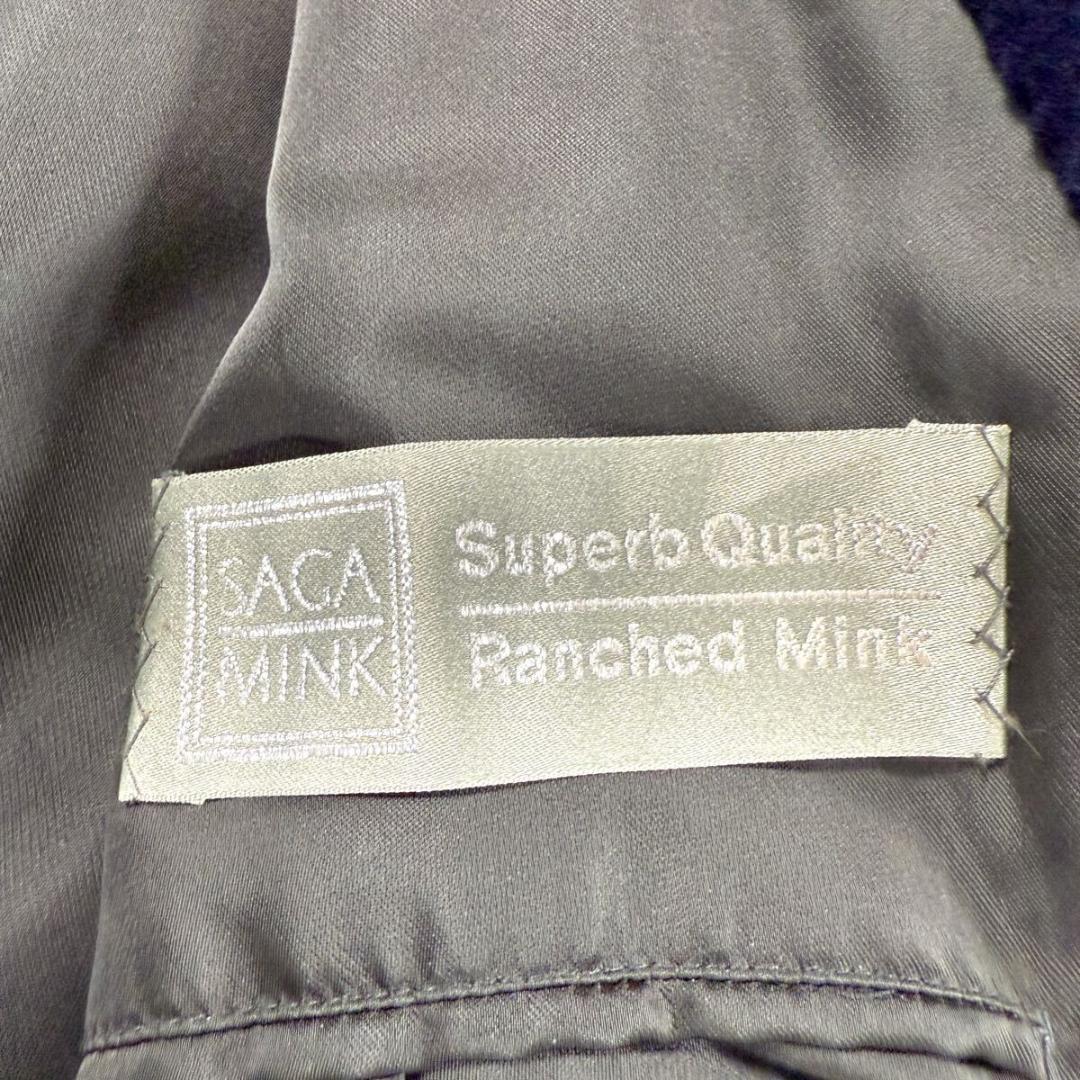 SAGA
MINK
Superb Quality
Ranched Mink